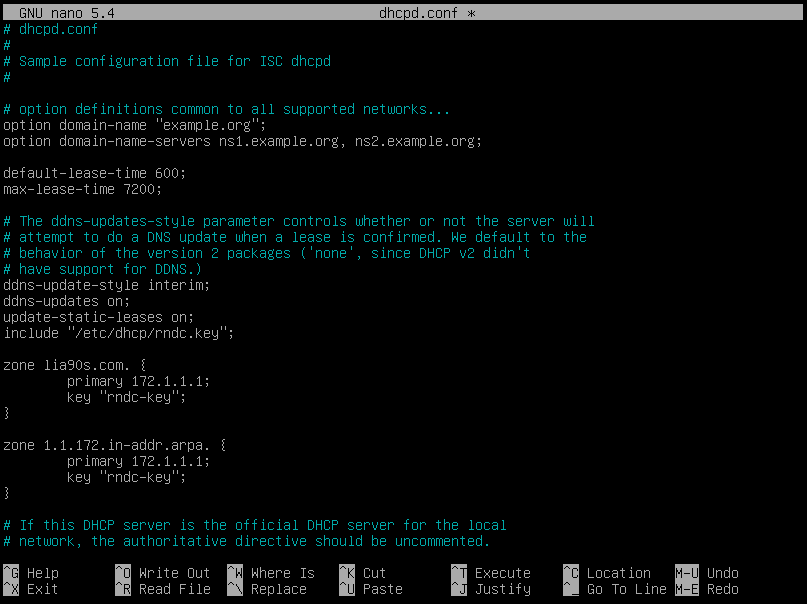 GNU nano 5.4 dhcpd.conf *
# dhcpd.conf
#
# Sample configuration file for ISC dhcpd
#
# option definitions common to all supported networks...
option domain-name "example.org";
option domain-name-servers ns1.example.org, ns2.example.org;
default-lease-time 600;
max-lease-time 7200;
# The ddns-updates-style parameter controls whether or not the server will
# attempt to do a DNS update when a lease is confirmed. We default to the
# behavior of the version 2 packages ('none', since DHCP v2 didn't
# have support for DDNS.)
ddns-update-style interim;
ddns-updates on;
update-static-leases on;
include "/etc/dhcp/rndc.key";
zone lia90s.com. {
primary 172.1.1.1;
key "rndc-key";
}
zone 1.1.172.in-addr.arpa. {
primary 172.1.1.1;
key "rndc-key";
}
# If this DHCP server is the official DHCP server for the local
# network, the authoritative directive should be uncommented.
^G Help ^O Write Out ^W Where Is ^K Cut ^T Execute ^C Location M-U Undo
^X Exit ^R Read File ^\ Replace ^U Paste ^J Justify ^_ Go To Line M-E Redo